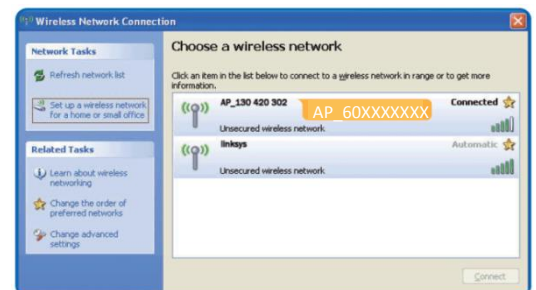 Wireless Network Connection
Network Tasks
Refresh network list
Set up a wireless network
for a home or small office
Related Tasks
Learn about wireless
networking
Change the order of
preferred networks
Change advanced
settings
Choose a wireless network
Click an item in the list below to connect to a wireless network in range or to get more
information.
AP_130 420 302
AP_60XXXXXXX
Connected
Unsecured wireless network
linksys
Automatic
Unsecured wireless network
Connect